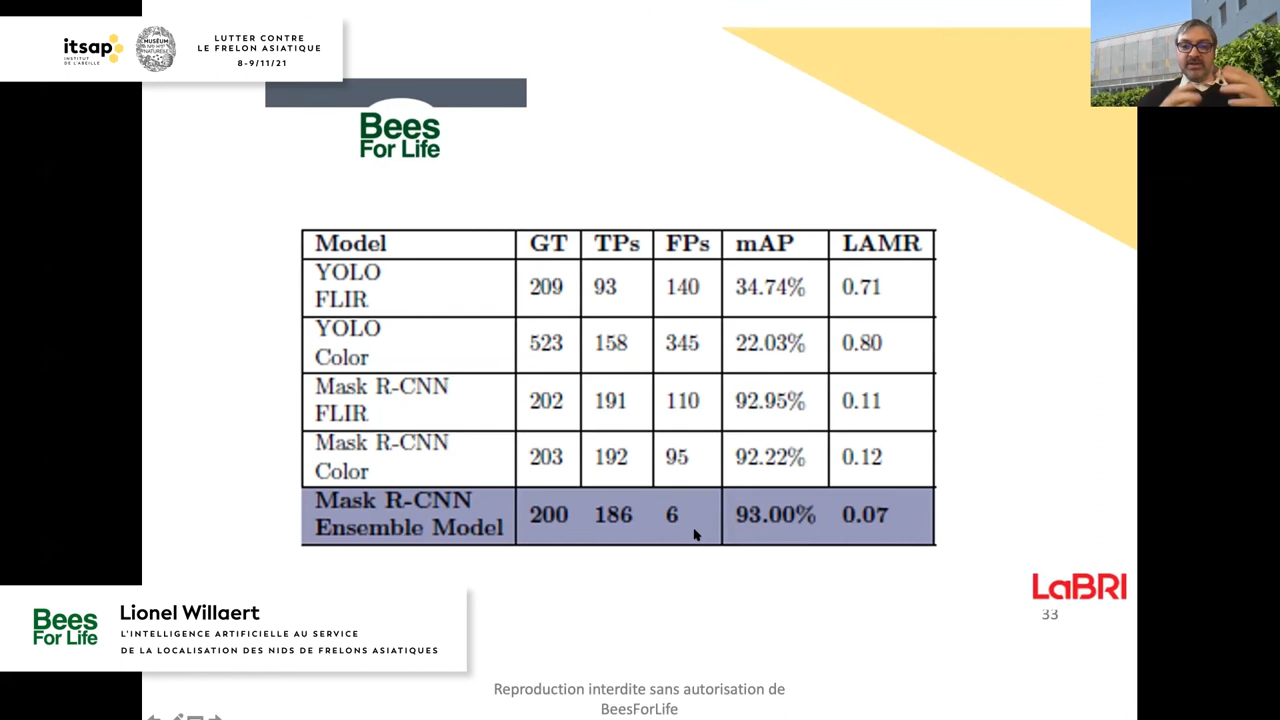 itsap
INSTITUT
DE L'ABEILLE
MUSÉUM
LUTTER CONTRE
LE FRELON ASIATIQUE
8-9/11/21
Bees
For Life
Model GT TPs FPs mAP LAMR
YOLO
FLIR 209 93 140 34.74% 0.71
YOLO
Color 523 158 345 22.03% 0.80
Mask R-CNN
FLIR 202 191 110 92.95% 0.11
Mask R-CNN
Color 203 192 95 92.22% 0.12
Mask R-CNN
Ensemble Model 200 186 6 93.00% 0.07
LaBRI
33
Bees
For Life
Lionel Willaert
L'INTELLIGENCE ARTIFICIELLE AU SERVICE
DE LA LOCALISATION DES NIDS DE FRELONS ASIATIQUES
Reproduction interdite sans autorisation de
BeesForLife